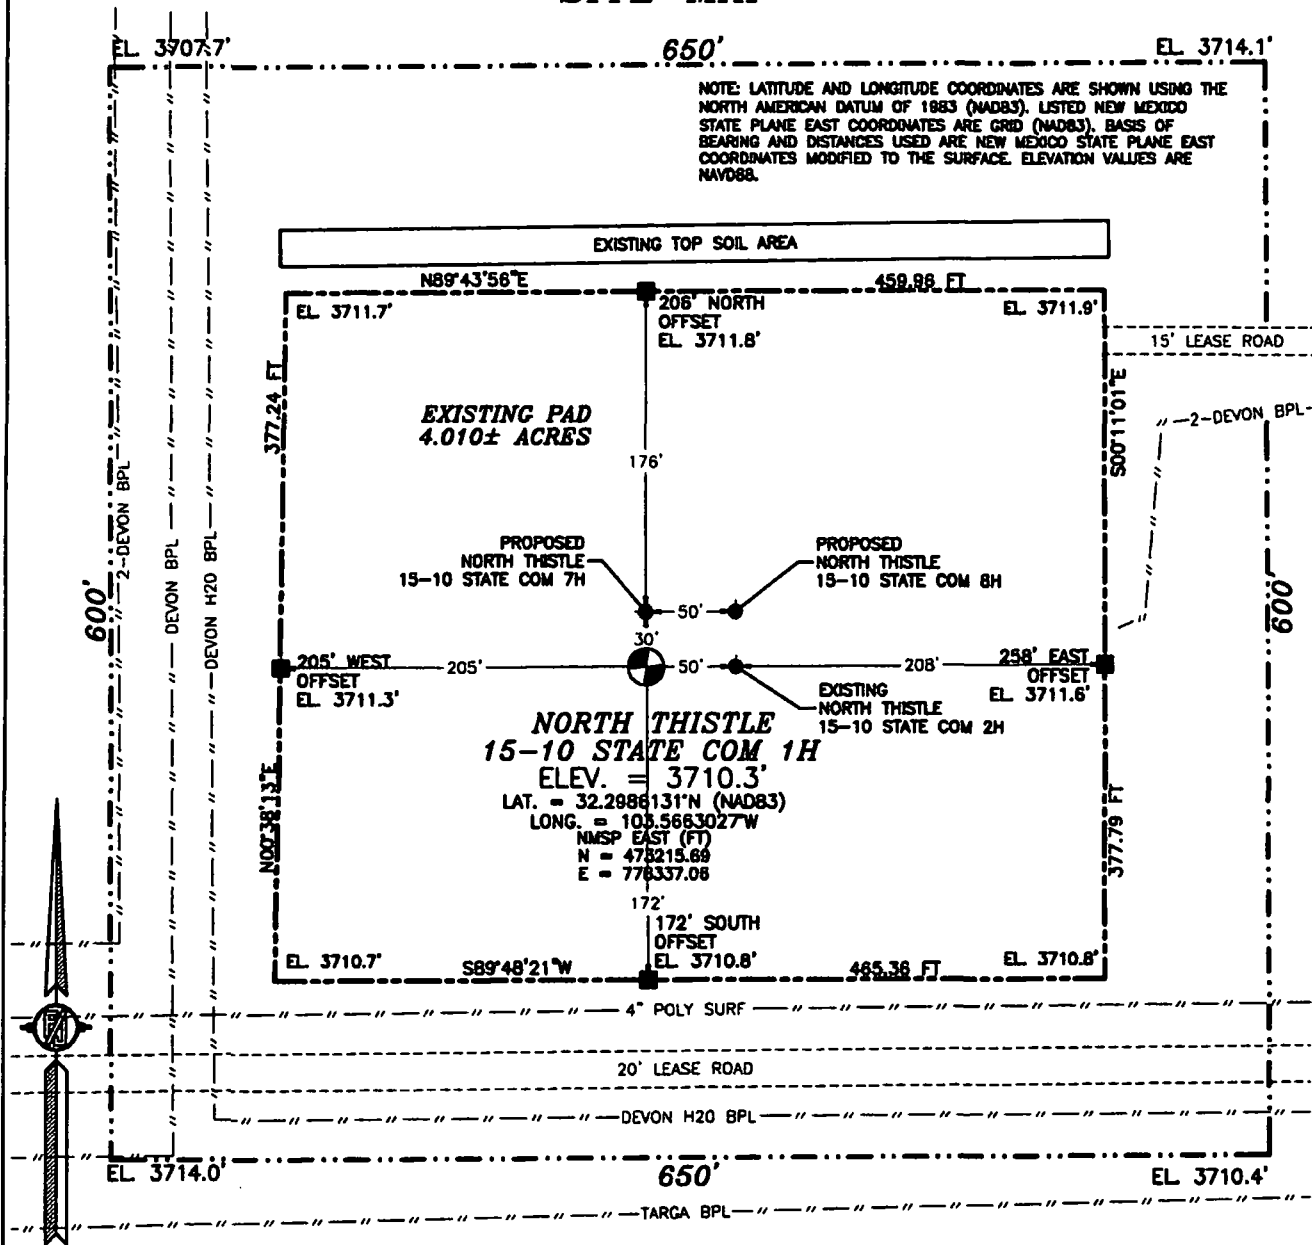 EL. 3707.7'
650'
EL. 3714.1'
NOTE: LATITUDE AND LONGITUDE COORDINATES ARE SHOWN USING THE
NORTH AMERICAN DATUM OF 1983 (NAD83). LISTED NEW MEXICO
STATE PLANE EAST COORDINATES ARE GRID (NAD83). BASIS OF
BEARING AND DISTANCES USED ARE NEW MEXICO STATE PLANE EAST
COORDINATES MODIFIED TO THE SURFACE. ELEVATION VALUES ARE
NAVD88.
EXISTING TOP SOIL AREA
N89°43'56"E
459.96 FT
EL. 3711.7'
206' NORTH
OFFSET
EL. 3711.8'
EL. 3711.9'
15' LEASE ROAD
377.24 FT
S00°11'01"E
2-DEVON BPL
EXISTING PAD
4.010± ACRES
176'
2-DEVON BPL
DEVON BPL
DEVON H20 BPL
PROPOSED
NORTH THISTLE
15-10 STATE COM 7H
PROPOSED
NORTH THISTLE
15-10 STATE COM 8H
600'
50'
600'
30'
205' WEST
OFFSET
EL. 3711.3'
205'
50'
208'
258' EAST
OFFSET
EL. 3711.6'
EXISTING
NORTH THISTLE
15-10 STATE COM 2H
NORTH THISTLE
15-10 STATE COM 1H
ELEV. = 3710.3'
LAT. = 32.2986131°N (NAD83)
LONG. = 103.5663027°W
NMSP EAST (FT)
N = 473215.69
E = 778337.06
N00°38'13"E
377.79 FT
172'
172' SOUTH
OFFSET
EL. 3710.8'
EL. 3710.7'
S89°48'21"W
465.36 FT
EL. 3710.8'
4" POLY SURF
20' LEASE ROAD
DEVON H20 BPL
EL. 3714.0'
650'
EL. 3710.4'
TARGA BPL